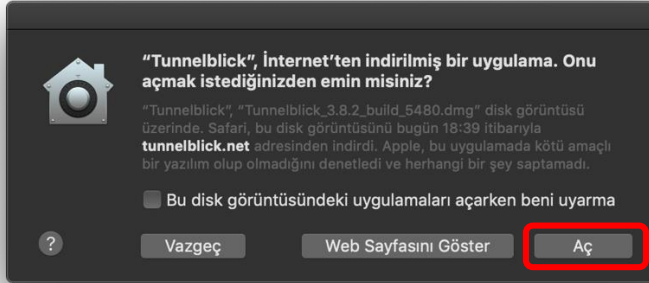 “Tunnelblick”, İnternet’ten indirilmiş bir uygulama. Onu
açmak istediğinizden emin misiniz?
“Tunnelblick”, “Tunnelblick_3.8.2_build_5480.dmg” disk görüntüsü
üzerinde. Safari, bu disk görüntüsünü bugün 18:39 itibarıyla
tunnelblick.net adresinden indirdi. Apple, bu uygulamada kötü amaçlı
bir yazılım olup olmadığını denetledi ve herhangi bir şey saptamadı.
Bu disk görüntüsündeki uygulamaları açarken beni uyarma
? Vazgeç Web Sayfasını Göster Aç